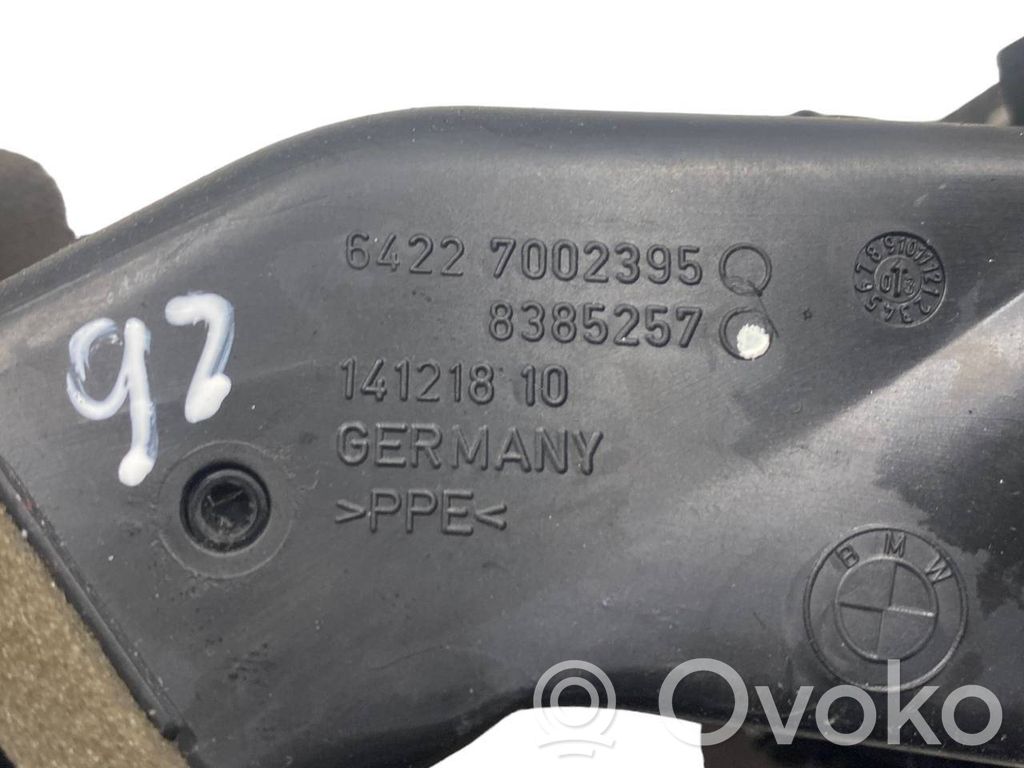 6422 7002395
8385257
141218 10
GERMANY
>PPE<
97
BMW
© Ovoko